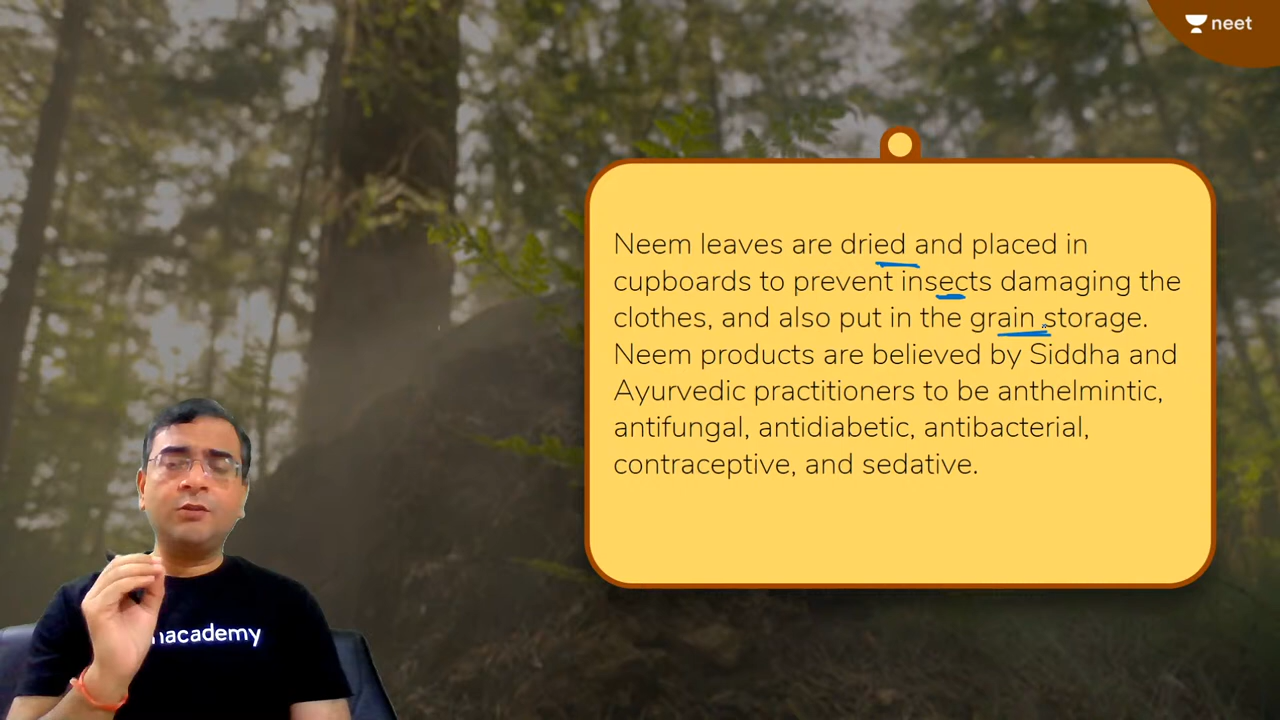 neet
Neem leaves are dried and placed in
cupboards to prevent insects damaging the
clothes, and also put in the grain storage.
Neem products are believed by Siddha and
Ayurvedic practitioners to be anthelmintic,
antifungal, antidiabetic, antibacterial,
contraceptive, and sedative.
nacademy